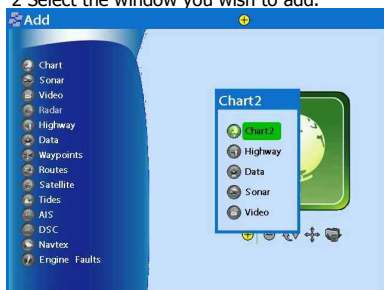 2 Select the window you wish to add.
Add
Chart
Sonar
Video
Radar
Highway
Data
Waypoints
Routes
Satellite
Tides
AIS
DSC
Navtex
Engine Faults
Chart2
Chart2
Highway
Data
Sonar
Video